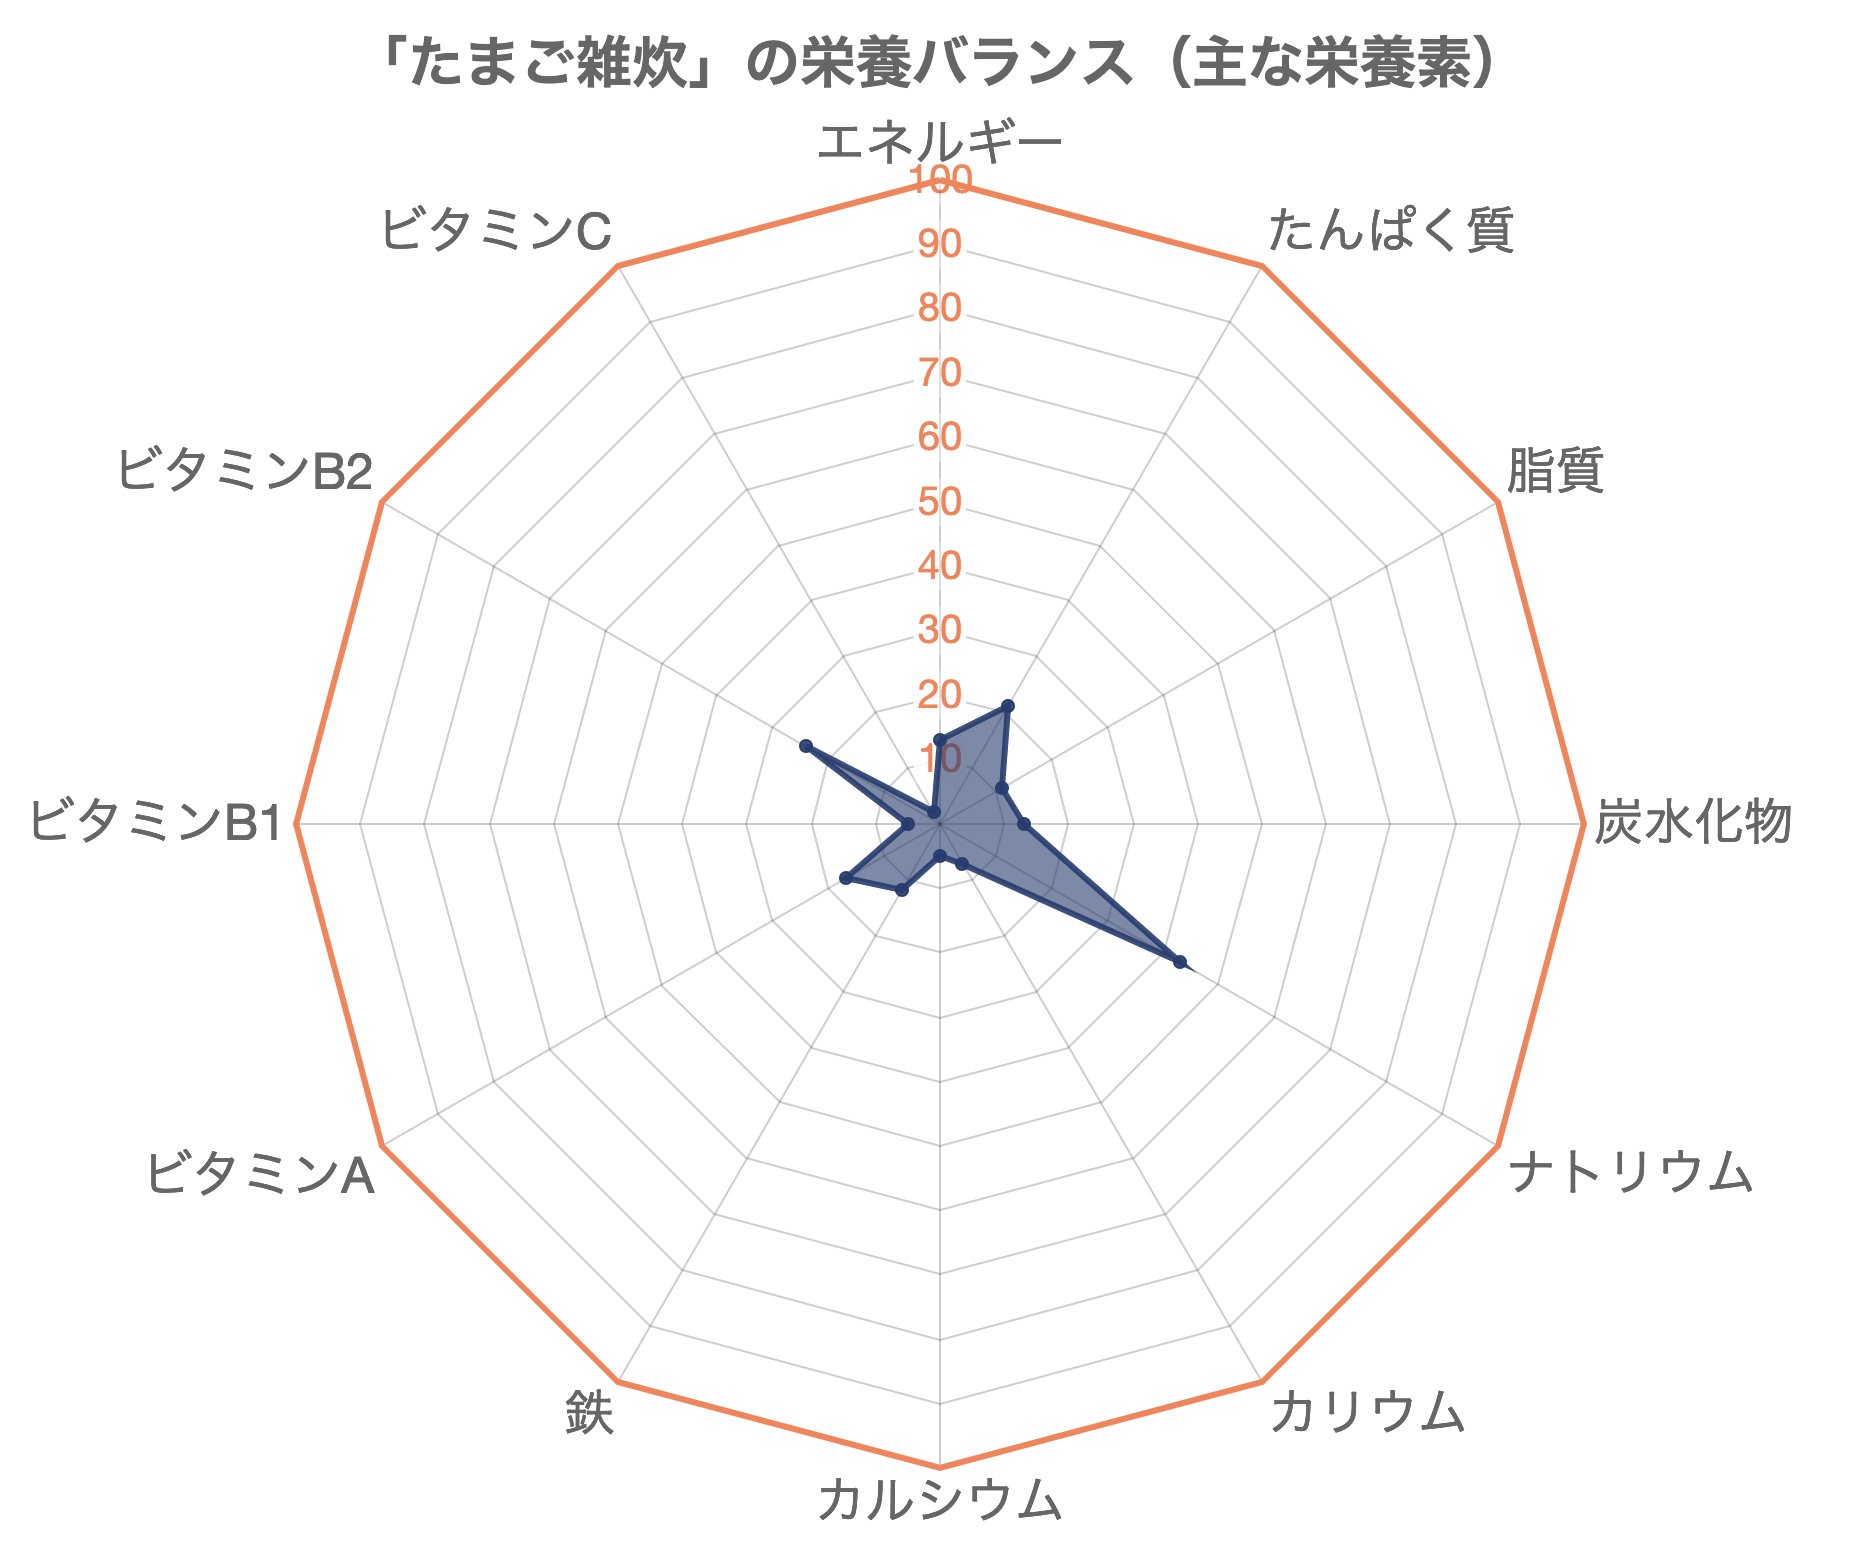 「たまご雑炊」の栄養バランス（主な栄養素）
エネルギー
100
ビタミンC
たんぱく質
90
80
70
60
ビタミンB2
脂質
50
40
30
20
10
ビタミンB1
炭水化物
ビタミンA
ナトリウム
鉄
カリウム
カルシウム